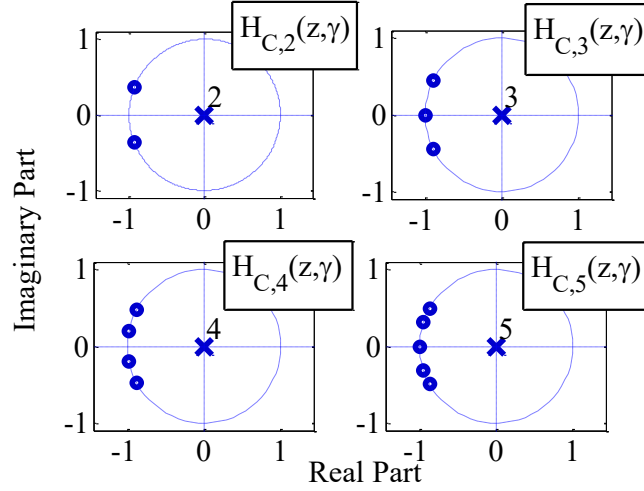 H_C,2(z,γ)
H_C,3(z,γ)
1
0
-1
2
-1 0 1
1
0
-1
3
-1 0 1
Imaginary Part
H_C,4(z,γ)
H_C,5(z,γ)
1
0
-1
4
-1 0 1
1
0
-1
5
-1 0 1
Real Part